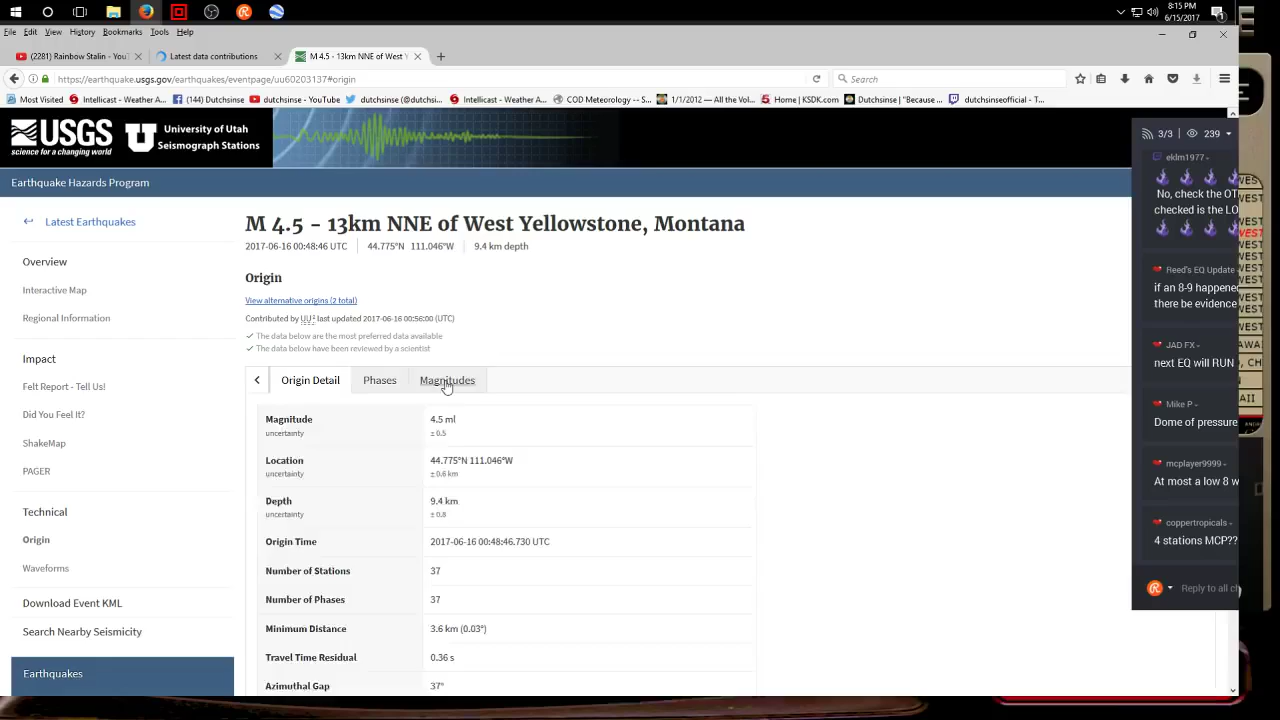 8:15 PM
6/15/2017
File Edit View History Bookmarks Tools Help
(2281) Rainbow Stalin - You
Latest data contributions
M 4.5 - 13km NNE of West Y
https://earthquake.usgs.gov/earthquakes/eventpage/uu60203137#origin
Search
Most Visited
Intellicast - Weather A...
(144) Dutchsinse
dutchsinse - YouTube
dutchsinse (@dutchsi...
Intellicast - Weather A...
COD Meteorology -- S...
1/1/2012 — All the Vol...
Home | KSDK.com
Dutchsinse | "Because ...
dutchsinseofficial - T...
USGS
science for a changing world
University of Utah
Seismograph Stations
Earthquake Hazards Program
Latest Earthquakes
Overview
Interactive Map
Regional Information
Impact
Felt Report - Tell Us!
Did You Feel It?
ShakeMap
PAGER
Technical
Origin
Waveforms
Download Event KML
Search Nearby Seismicity
Earthquakes
M 4.5 - 13km NNE of West Yellowstone, Montana
2017-06-16 00:48:46 UTC 44.775°N 111.046°W 9.4 km depth
Origin
View alternative origins (2 total)
Contributed by UU last updated 2017-06-16 00:56:00 (UTC)
The data below are the most preferred data available
The data below have been reviewed by a scientist
Origin Detail Phases Magnitudes
Magnitude 4.5 ml
uncertainty ± 0.5
Location 44.775°N 111.046°W
uncertainty ± 0.6 km
Depth 9.4 km
uncertainty ± 0.8
Origin Time 2017-06-16 00:48:46.730 UTC
Number of Stations 37
Number of Phases 37
Minimum Distance 3.6 km (0.03°)
Travel Time Residual 0.36 s
Azimuthal Gap 37°
3/3 239
eklm1977
No, check the OT
checked is the LO
Reed's EQ Update
if an 8-9 happene
there be evidence
JAD FX
next EQ will RUN
Mike P
Dome of pressure
mcplayer9999
At most a low 8 w
coppertropicals
4 stations MCP??
Reply to all c